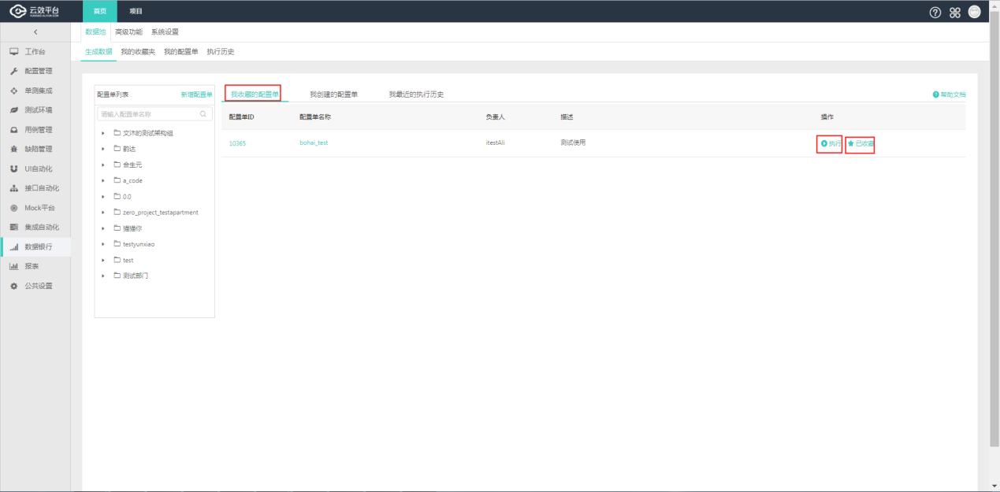 云效平台
YUNXIAO.ALIYUN.COM
首页 项目
数据池 高级功能 系统设置
生成数据 我的收藏夹 我的配置单 执行历史
工作台
配置管理
单测集成
测试环境
用例管理
缺陷管理
UI自动化
接口自动化
Mock平台
集成自动化
数据银行
报表
公共设置
配置单列表 新增配置单
请输入配置单名称
文沐的测试架构组
韵达
合生元
a_code
0.0
zero_project_testapartment
猫猫你
testyunxiao
test
测试部门
我收藏的配置单 我创建的配置单 我最近的执行历史 帮助文档
配置单ID 配置单名称 负责人 描述 操作
10365 bohai_test itestAli 测试使用 执行 已收藏